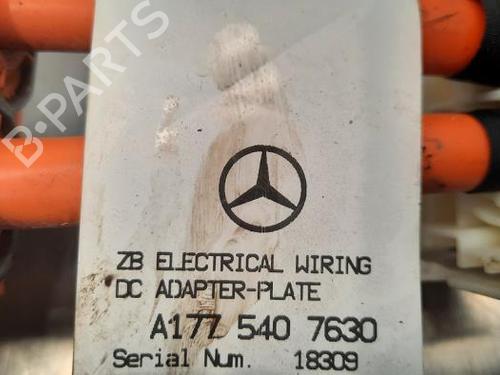 B-PARTS
ZB ELECTRICAL WIRING
DC ADAPTER-PLATE
A177 540 7630
Serial Num. 18309